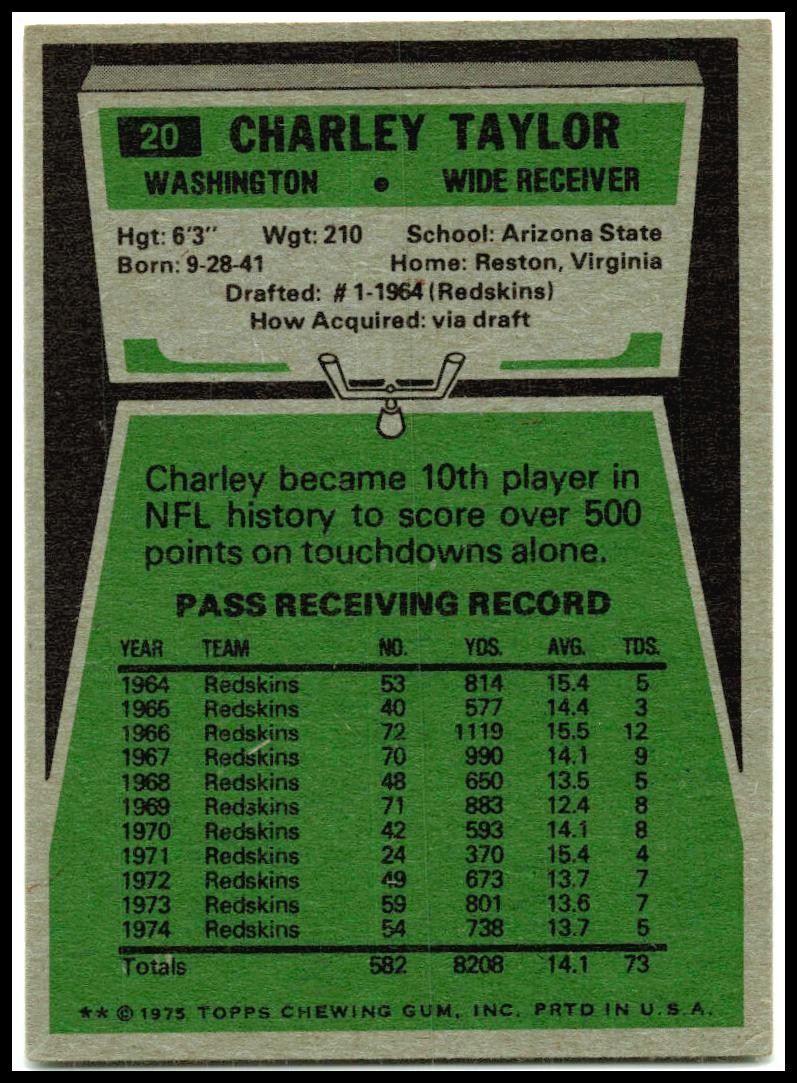 20 CHARLEY TAYLOR
WASHINGTON • WIDE RECEIVER
Hgt: 6'3" Wgt: 210 School: Arizona State
Born: 9-28-41 Home: Reston, Virginia
Drafted: # 1-1964 (Redskins)
How Acquired: via draft
Charley became 10th player in
NFL history to score over 500
points on touchdowns alone.
PASS RECEIVING RECORD
YEAR TEAM NO. YDS. AVG. TDS.
1964 Redskins 53 814 15.4 5
1965 Redskins 40 577 14.4 3
1966 Redskins 72 1119 15.5 12
1967 Redskins 70 990 14.1 9
1968 Redskins 48 650 13.5 5
1969 Redskins 71 883 12.4 8
1970 Redskins 42 593 14.1 8
1971 Redskins 24 370 15.4 4
1972 Redskins 49 673 13.7 7
1973 Redskins 59 801 13.6 7
1974 Redskins 54 738 13.7 5
Totals 582 8208 14.1 73
** © 1975 TOPPS CHEWING GUM, INC. PRTD IN U.S.A.